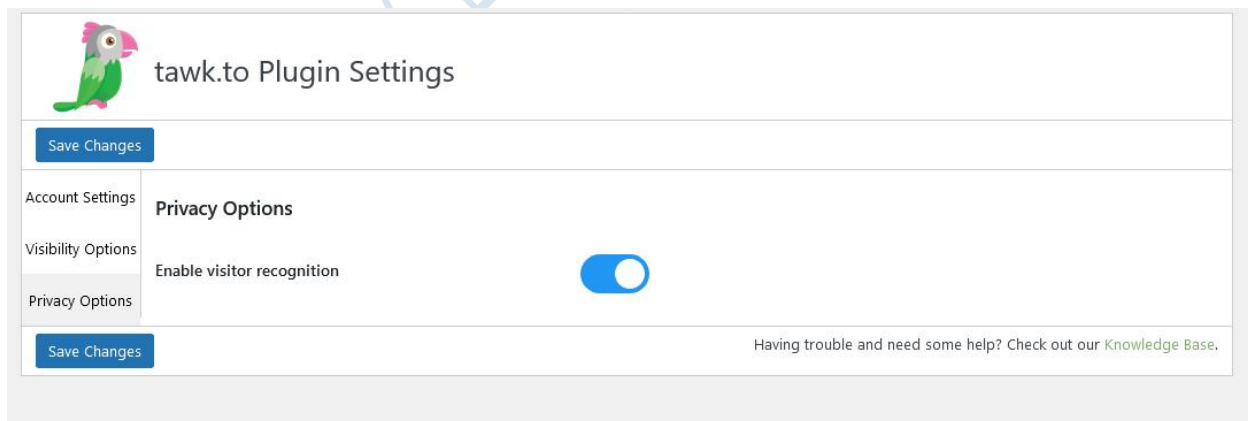 tawk.to Plugin Settings
Save Changes
Account Settings
Visibility Options
Privacy Options
Privacy Options
Enable visitor recognition
Save Changes
Having trouble and need some help? Check out our Knowledge Base.